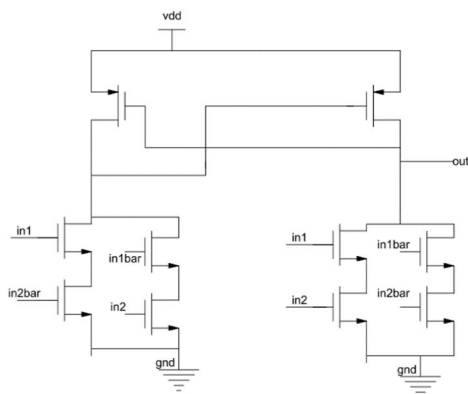 vdd
out
in1
in1bar
in2bar
in2
gnd
in1
in1bar
in2
in2bar
gnd